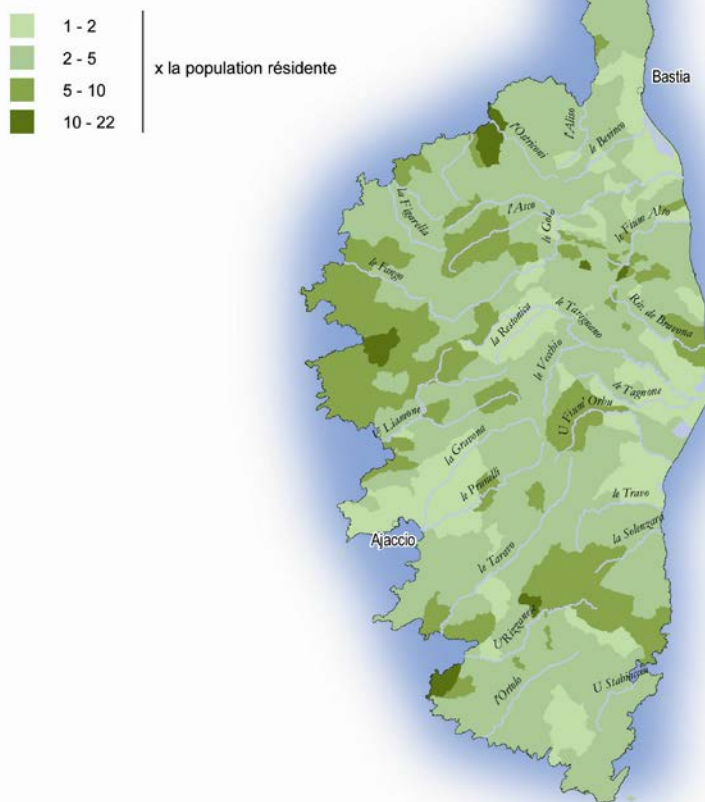 1 - 2
2 - 5
5 - 10
10 - 22
x la population résidente
Bastia
l'Aliso
l'Ostriconi
le Bevinco
la Figarella
l'Asco
le Golo
le Fium Alto
le Fango
Riv. de Bravona
la Restonica
le Tavignano
le Vecchio
le Tagnone
U Fium'Orbu
U Liamone
la Gravona
le Prunelli
le Travo
la Solenzara
Ajaccio
le Taravo
U Rizzanese
l'Ortolo
U Stabiacciu